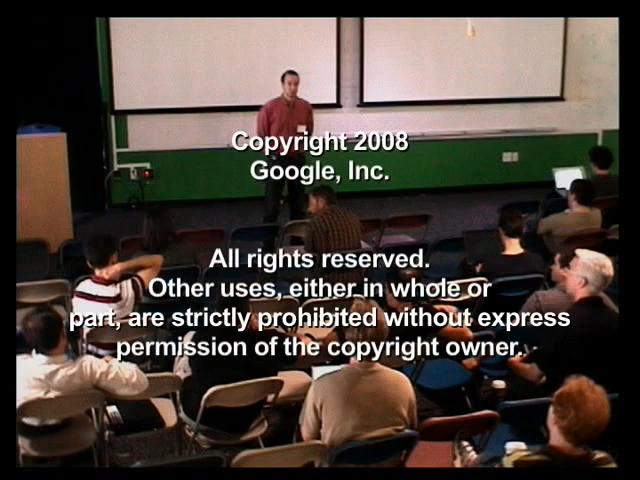 Copyright 2008
Google, Inc.
All rights reserved.
Other uses, either in whole or
part, are strictly prohibited without express
permission of the copyright owner.